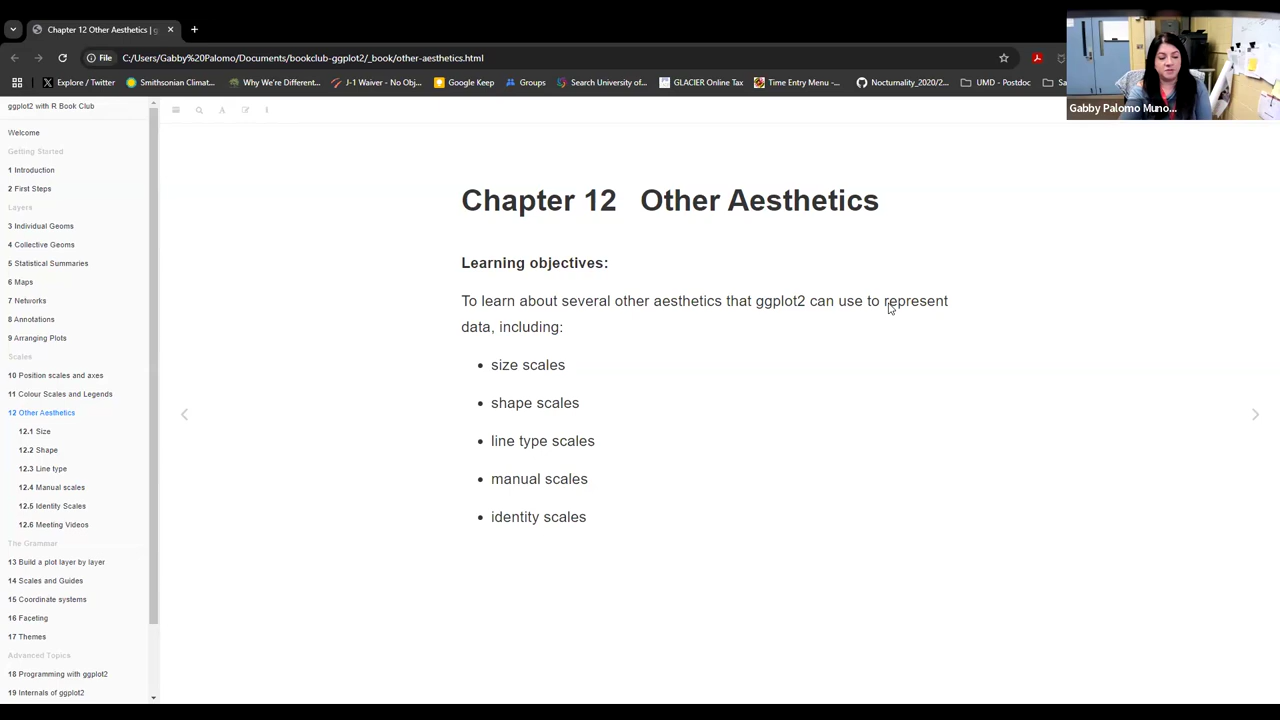 Chapter 12 Other Aesthetics | g
File
C:/Users/Gabby%20Palomo/Documents/bookclub-ggplot2/_book/other-aesthetics.html
Explore / Twitter
Smithsonian Climat...
Why We're Different...
J-1 Waiver - No Obj...
Google Keep
Groups
Search University of...
GLACIER Online Tax
Time Entry Menu -...
Nocturnality_2020/2...
UMD - Postdoc
Sa
Gabby Palomo Muno...
ggplot2 with R Book Club
Welcome
Getting Started
1 Introduction
2 First Steps
Layers
3 Individual Geoms
4 Collective Geoms
5 Statistical Summaries
6 Maps
7 Networks
8 Annotations
9 Arranging Plots
Scales
10 Position scales and axes
11 Colour Scales and Legends
12 Other Aesthetics
12.1 Size
12.2 Shape
12.3 Line type
12.4 Manual scales
12.5 Identity Scales
12.6 Meeting Videos
The Grammar
13 Build a plot layer by layer
14 Scales and Guides
15 Coordinate systems
16 Faceting
17 Themes
Advanced Topics
18 Programming with ggplot2
19 Internals of ggplot2
Chapter 12 Other Aesthetics
Learning objectives:
To learn about several other aesthetics that ggplot2 can use to represent
data, including:
• size scales
• shape scales
• line type scales
• manual scales
• identity scales